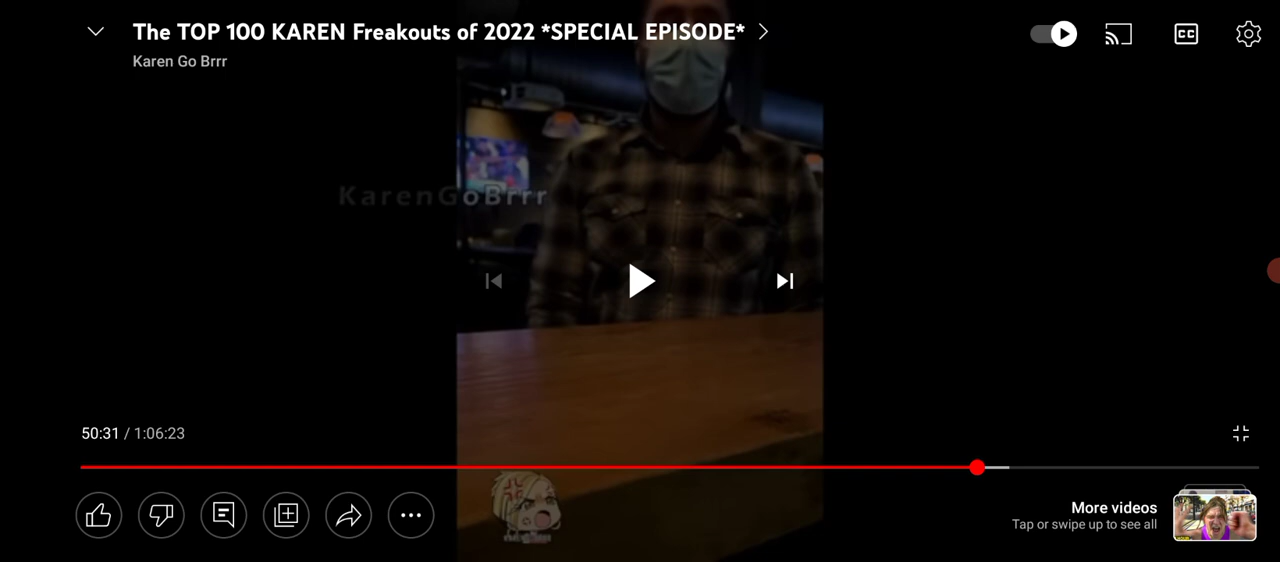 The TOP 100 KAREN Freakouts of 2022 *SPECIAL EPISODE*
Karen Go Brrr
CC
KarenGoBrrr
50:31 / 1:06:23
More videos
Tap or swipe up to see all